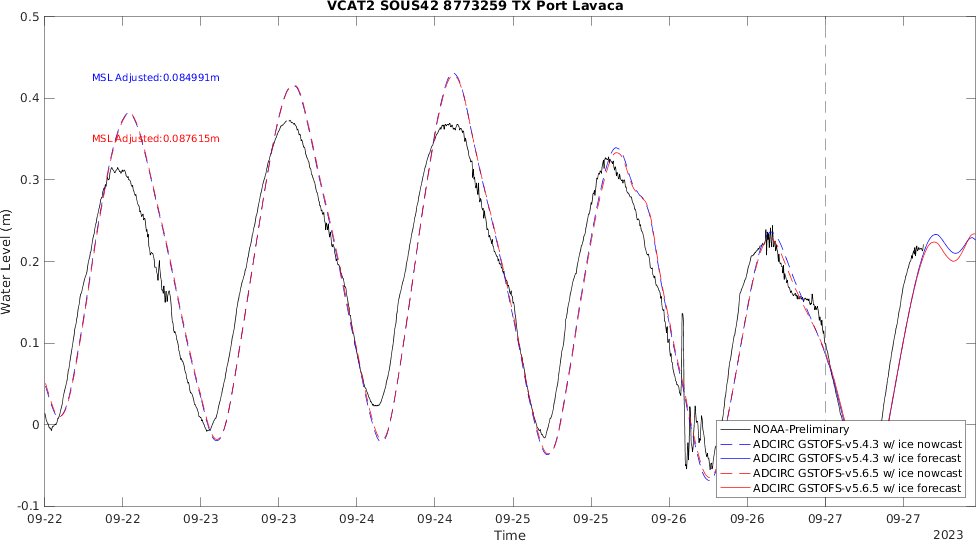 VCAT2 SOUS42 8773259 TX Port Lavaca
0.5
MSL Adjusted:0.084991m
0.4
MSL Adjusted:0.087615m
0.3
0.2
0.1
0
-0.1
Water Level (m)
NOAA-Preliminary
ADCIRC GSTOFS-v5.4.3 w/ ice nowcast
ADCIRC GSTOFS-v5.4.3 w/ ice forecast
ADCIRC GSTOFS-v5.6.5 w/ ice nowcast
ADCIRC GSTOFS-v5.6.5 w/ ice forecast
09-22 09-22 09-23 09-23 09-24 09-24 09-25 09-25 09-26 09-26 09-27 09-27
Time
2023